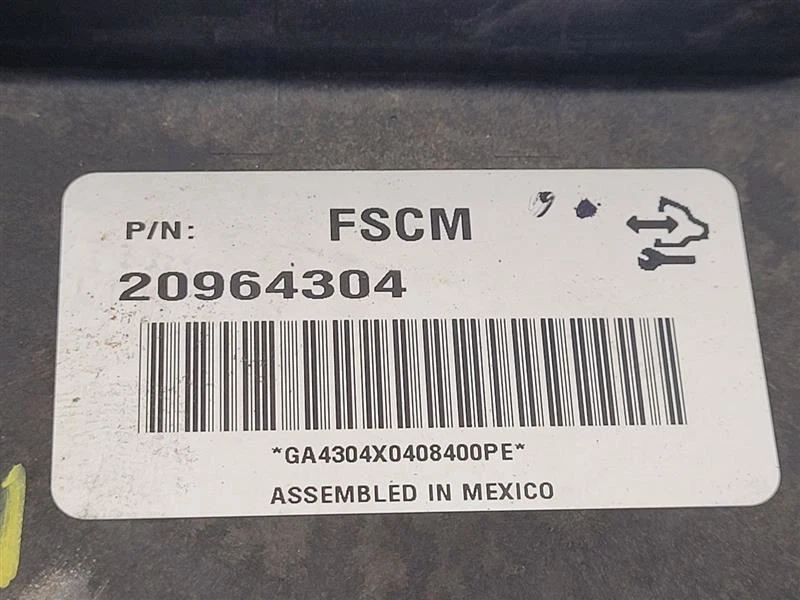 P/N: FSCM
20964304
*GA4304X0408400PE*
ASSEMBLED IN MEXICO